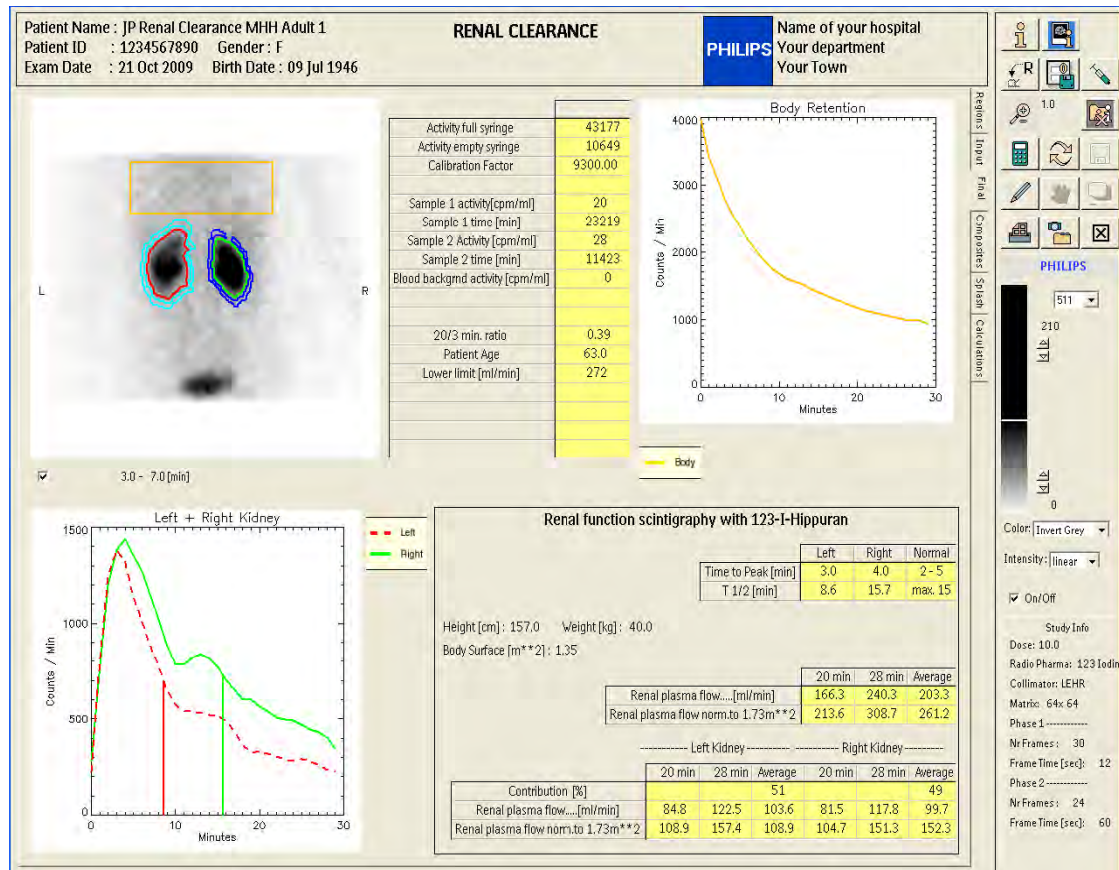 Patient Name : JP Renal Clearance MHH Adult 1
Patient ID : 1234567890 Gender : F
Exam Date : 21 Oct 2009 Birth Date : 09 Jul 1946
RENAL CLEARANCE
PHILIPS
Name of your hospital
Your department
Your Town
L
R
3.0 - 7.0 [min]
Activity full syringe 43177
Activity empty syringe 10649
Calibration Factor 9300.00
Sample 1 activity[cpm/ml] 20
Sample 1 time [min] 23219
Sample 2 Activity [cpm/ml] 28
Sample 2 time [min] 11423
Blood backgrnd activity [cpm/ml] 0
20/3 min. ratio 0.39
Patient Age 63.0
Lower limit [ml/min] 272
Body Retention
Counts / Min
4000
3000
2000
1000
0
0 10 20 30
Minutes
Body
Regions
Input
Final
Composites
Splash
Calculations
Left + Right Kidney
Counts / Min
1500
1000
500
0
0 10 20 30
Minutes
Left
Right
Renal function scintigraphy with 123-I-Hippuran
Left Right Normal
Time to Peak [min] 3.0 4.0 2 - 5
T 1/2 [min] 8.6 15.7 max. 15
Height [cm] : 157.0 Weight [kg] : 40.0
Body Surface [m**2] : 1.35
20 min 28 min Average
Renal plasma flow.....[ml/min] 166.3 240.3 203.3
Renal plasma flow norm.to 1.73m**2 213.6 308.7 261.2
---------- Left Kidney ---------- ---------- Right Kidney----------
20 min 28 min Average 20 min 28 min Average
Contribution [%] 51 49
Renal plasma flow....[ml/min] 84.8 122.5 103.6 81.5 117.8 99.7
Renal plasma flow norm.to 1.73m**2 108.9 157.4 108.9 104.7 151.3 152.3
R
1.0
PHILIPS
511
210
0
Color: Invert Grey
Intensity: linear
On/Off
Study Info
Dose: 10.0
Radio Pharma: 123 Iodin
Collimator: LEHR
Matrix: 64x 64
Phase 1 -----------
Nr Frames : 30
Frame Time [sec]: 12
Phase 2 -----------
Nr Frames : 24
Frame Time [sec]: 60